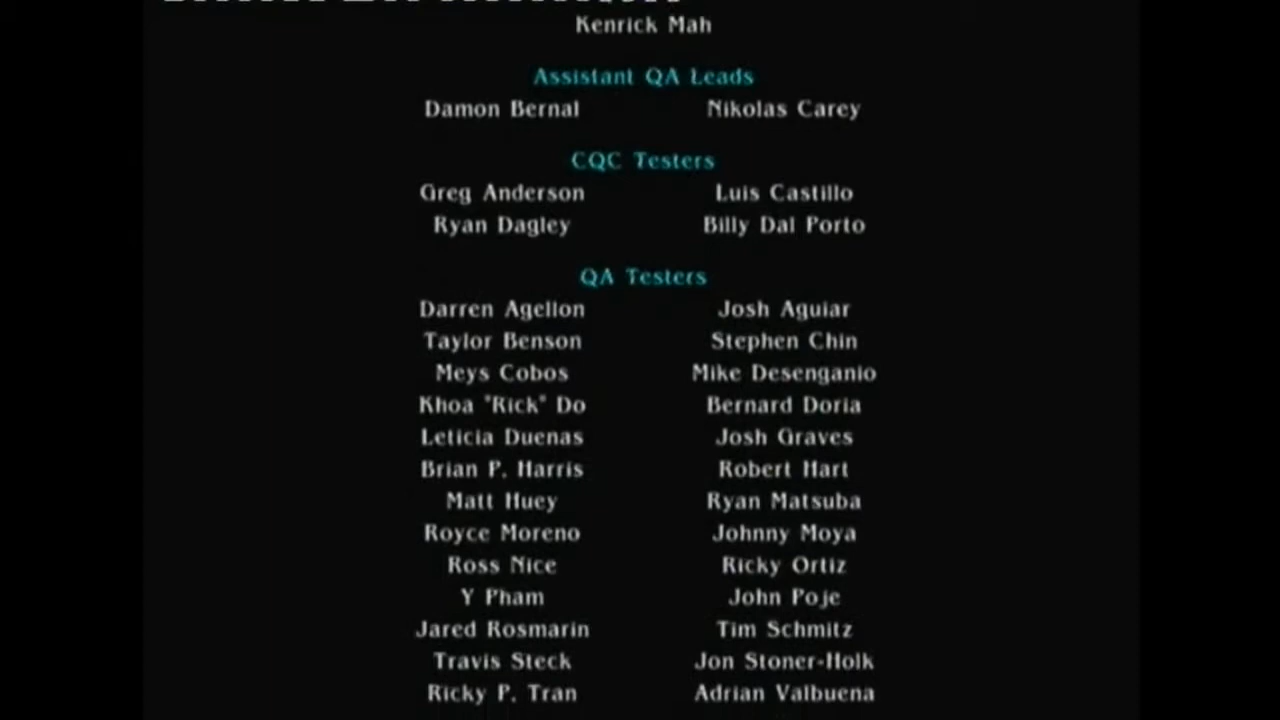 Kenrick Mah
Assistant QA Leads
Damon Bernal Nikolas Carey
CQC Testers
Greg Anderson Luis Castillo
Ryan Dagley Billy Dal Porto
QA Testers
Darren Agellon Josh Aguiar
Taylor Benson Stephen Chin
Meys Cobos Mike Desenganio
Khoa "Rick" Do Bernard Doria
Leticia Duenas Josh Graves
Brian P. Harris Robert Hart
Matt Huey Ryan Matsuba
Royce Moreno Johnny Moya
Ross Nice Ricky Ortiz
Y Pham John Poje
Jared Rosmarin Tim Schmitz
Travis Steck Jon Stoner-Holk
Ricky P. Tran Adrian Valbuena